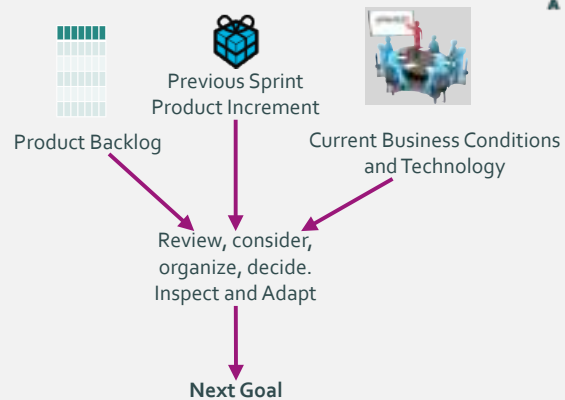 Previous Sprint
Product Increment
Product Backlog
Current Business Conditions
and Technology
Review, consider,
organize, decide.
Inspect and Adapt
Next Goal